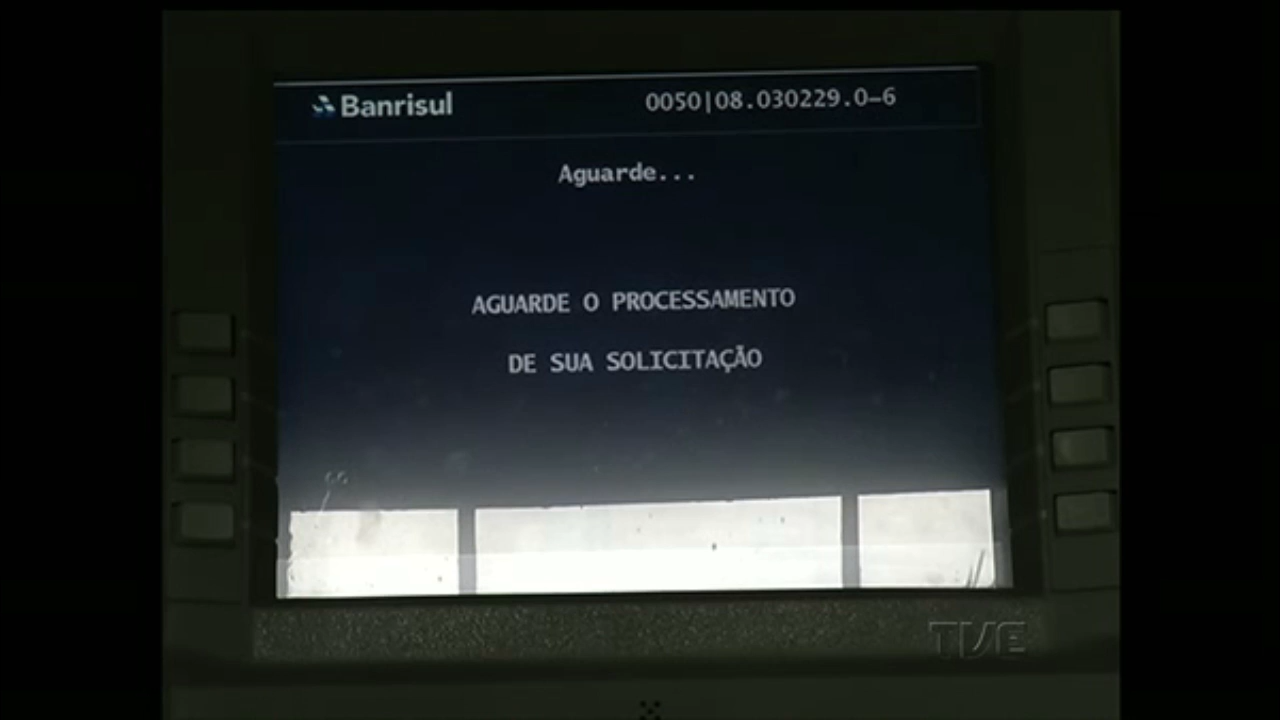 Banrisul
0050|08.030229.0-6
Aguarde...
AGUARDE O PROCESSAMENTO
DE SUA SOLICITAÇÃO
TVE